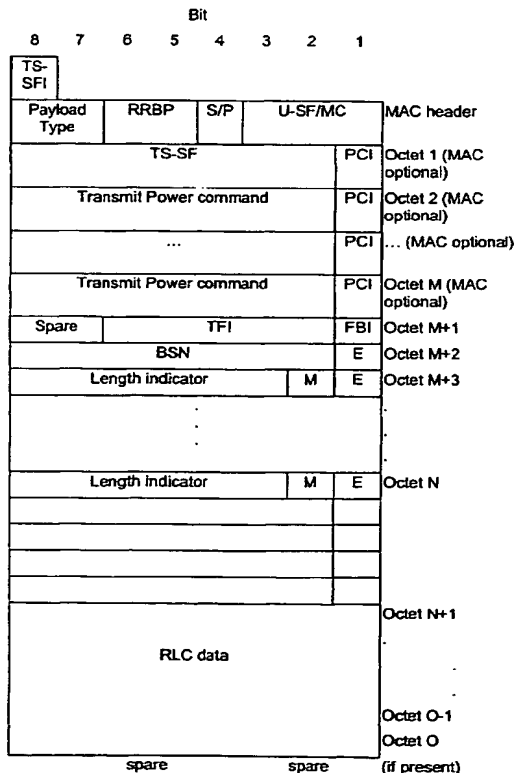 Bit
8 7 6 5 4 3 2 1
TS-
SFI
Payload
Type
RRBP S/P U-SF/MC MAC header
TS-SF PCI Octet 1 (MAC
optional)
Transmit Power command PCI Octet 2 (MAC
optional)
... PCI ... (MAC optional)
Transmit Power command PCI Octet M (MAC
optional)
Spare TFI FBI Octet M+1
BSN E Octet M+2
Length indicator M E Octet M+3
Length indicator M E Octet N
Octet N+1
RLC data
Octet O-1
Octet O
spare spare (if present)